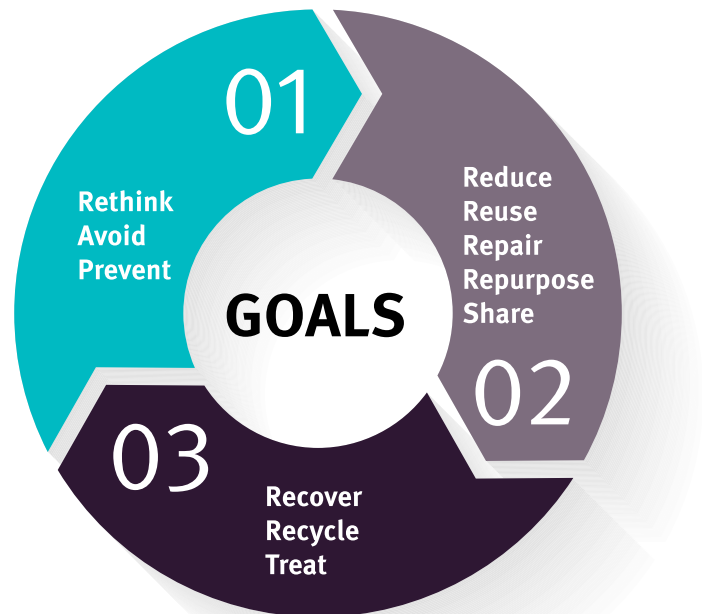 01
Rethink
Avoid
Prevent
Reduce
Reuse
Repair
Repurpose
Share
02
GOALS
03
Recover
Recycle
Treat